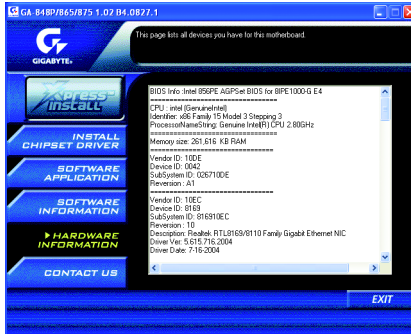 GA-848P/865/875 1.02 B4.0827.1
GIGABYTE
This page lists all devices you have for this motherboard.
Xpress
install
INSTALL
CHIPSET DRIVER
SOFTWARE
APPLICATION
SOFTWARE
INFORMATION
HARDWARE
INFORMATION
CONTACT US
BIOS Info :Intel 856PE AGPSet BIOS for 8IPE1000-G E4
==================================
CPU : intel (GenuineIntel)
Identifier: x86 Family 15 Model 3 Stepping 3
ProcessorNameString: Genuine Intel(R) CPU 2.80GHz
==================================
Memory size: 261,616 KB RAM
==================================
Vendor ID: 10DE
Device ID: 0042
SubSystem ID: 026710DE
Reversion : A1
==================================
Vendor ID: 10EC
Device ID: 8169
SubSystem ID: 816910EC
Reversion : 10
Description: Realtek RTL8169/8110 Family Gigabit Ethernet NIC
Driver Ver: 5.615.716.2004
Driver Date: 7-16-2004
EXIT